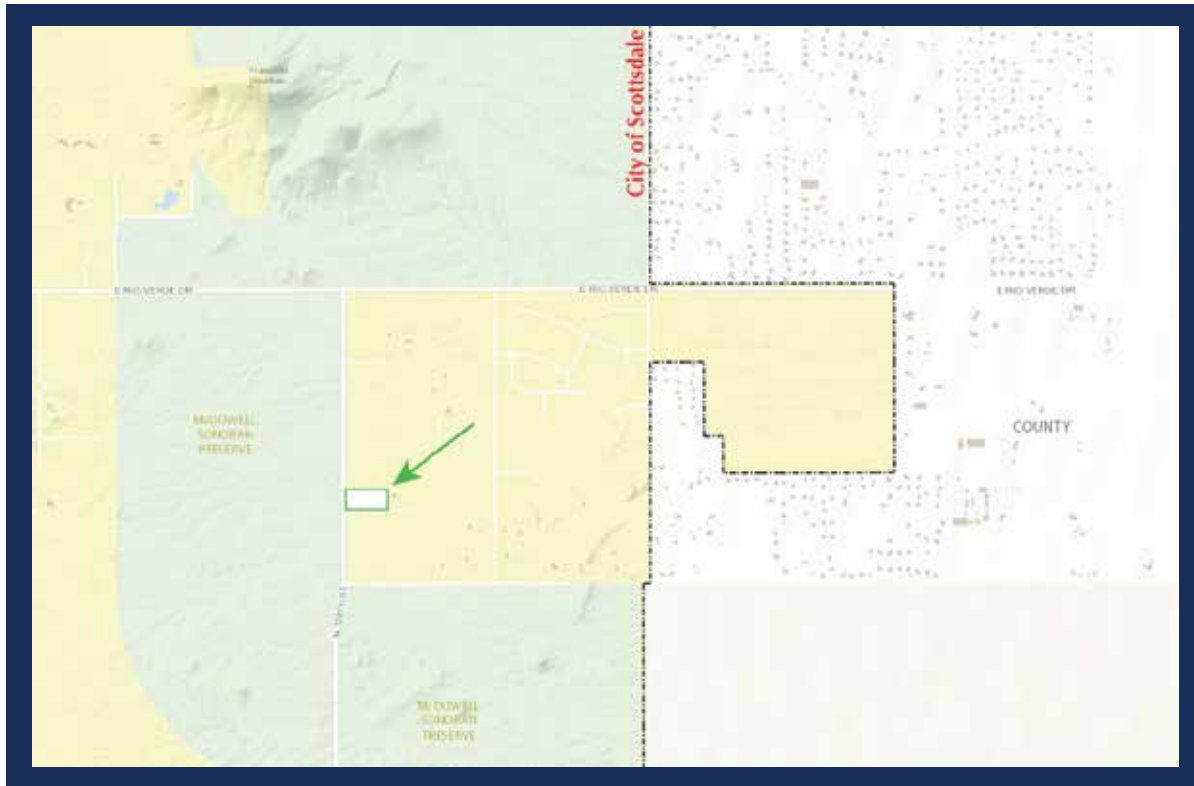 City of Scottsdale
E RIO VERDE DR
E RIO VERDE DR
E RIO VERDE DR
McDOWELL
SONORAN
PRESERVE
COUNTY
McDOWELL
SONORAN
PRESERVE